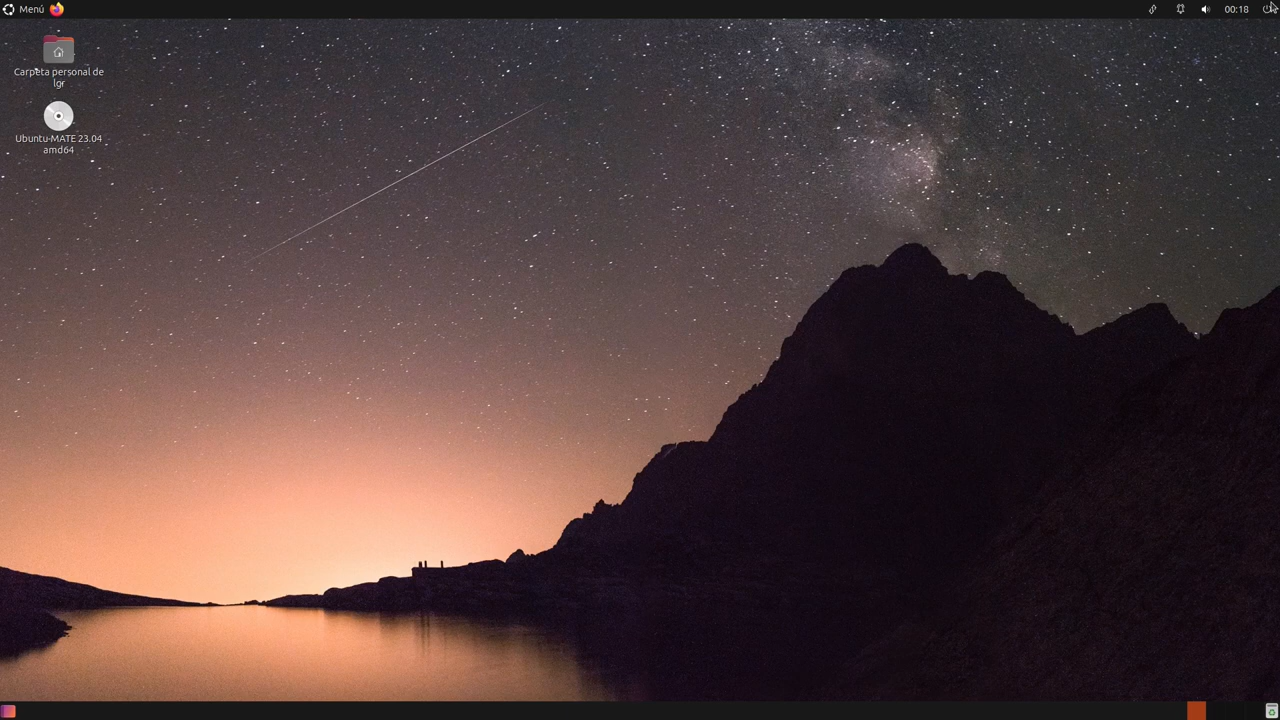 Menú
00:18
Carpeta personal de
lgr
Ubuntu-MATE 23.04
amd64